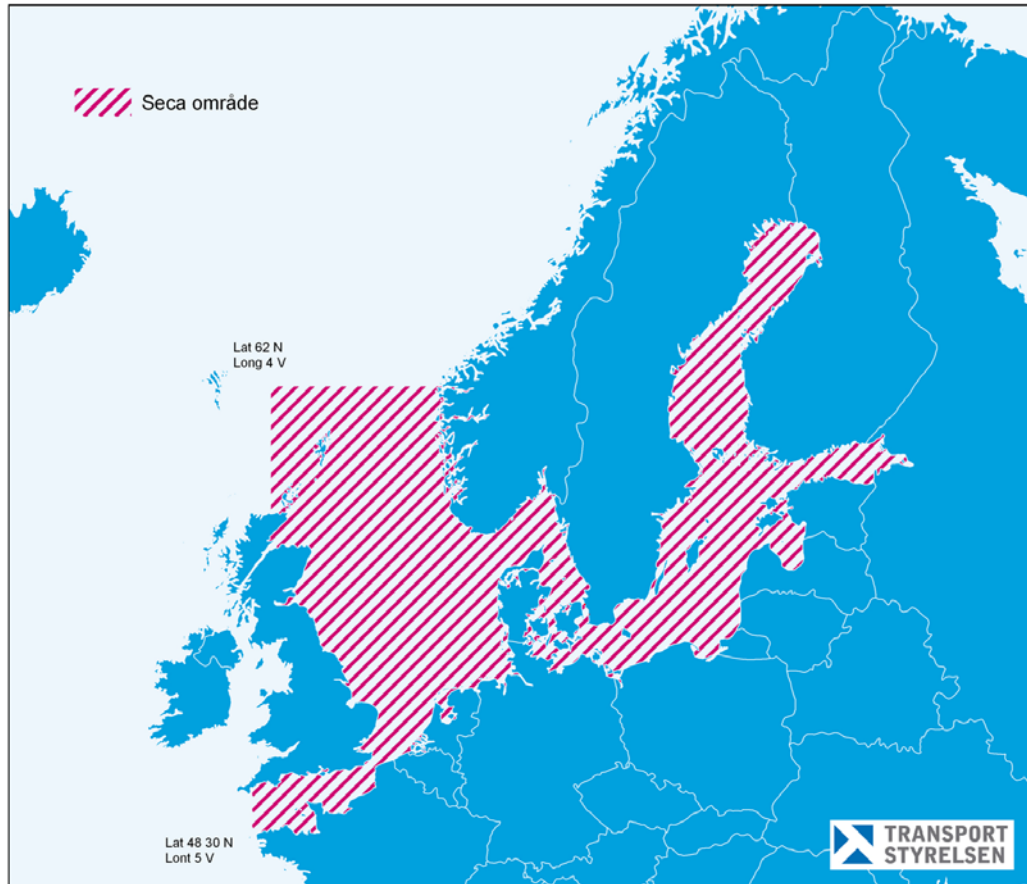 Seca område
Lat 62 N
Long 4 V
Lat 48 30 N
Lont 5 V
TRANSPORT
STYRELSEN